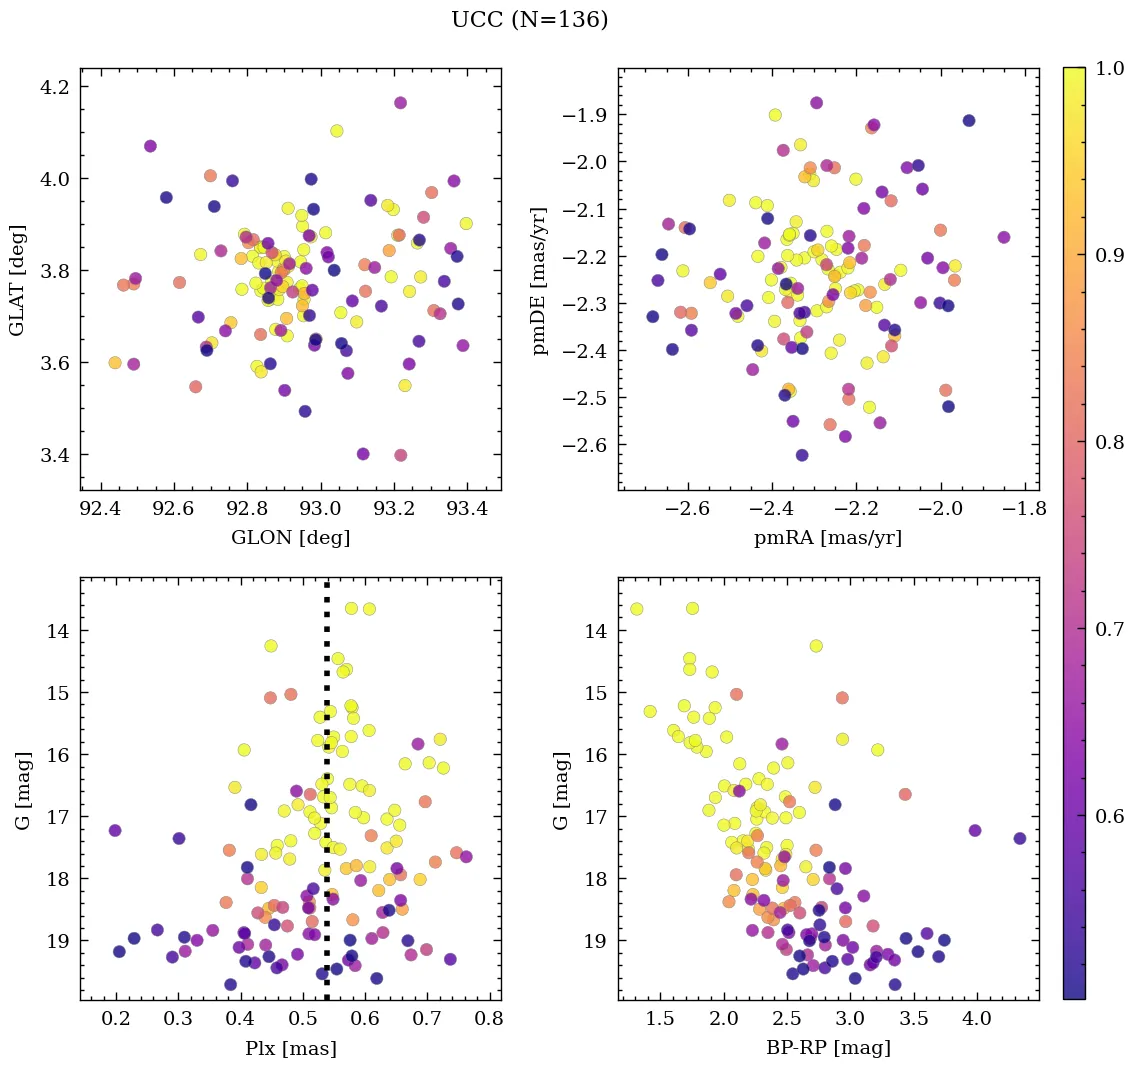 UCC (N=136)
4.2
4.0
3.8
3.6
3.4
GLAT [deg]
92.4 92.6 92.8 93.0 93.2 93.4
GLON [deg]
−1.9
−2.0
−2.1
−2.2
−2.3
−2.4
−2.5
−2.6
pmDE [mas/yr]
−2.6 −2.4 −2.2 −2.0 −1.8
pmRA [mas/yr]
1.0
0.9
0.8
0.7
0.6
14
15
16
17
18
19
G [mag]
0.2 0.3 0.4 0.5 0.6 0.7 0.8
Plx [mas]
14
15
16
17
18
19
G [mag]
1.5 2.0 2.5 3.0 3.5 4.0
BP-RP [mag]